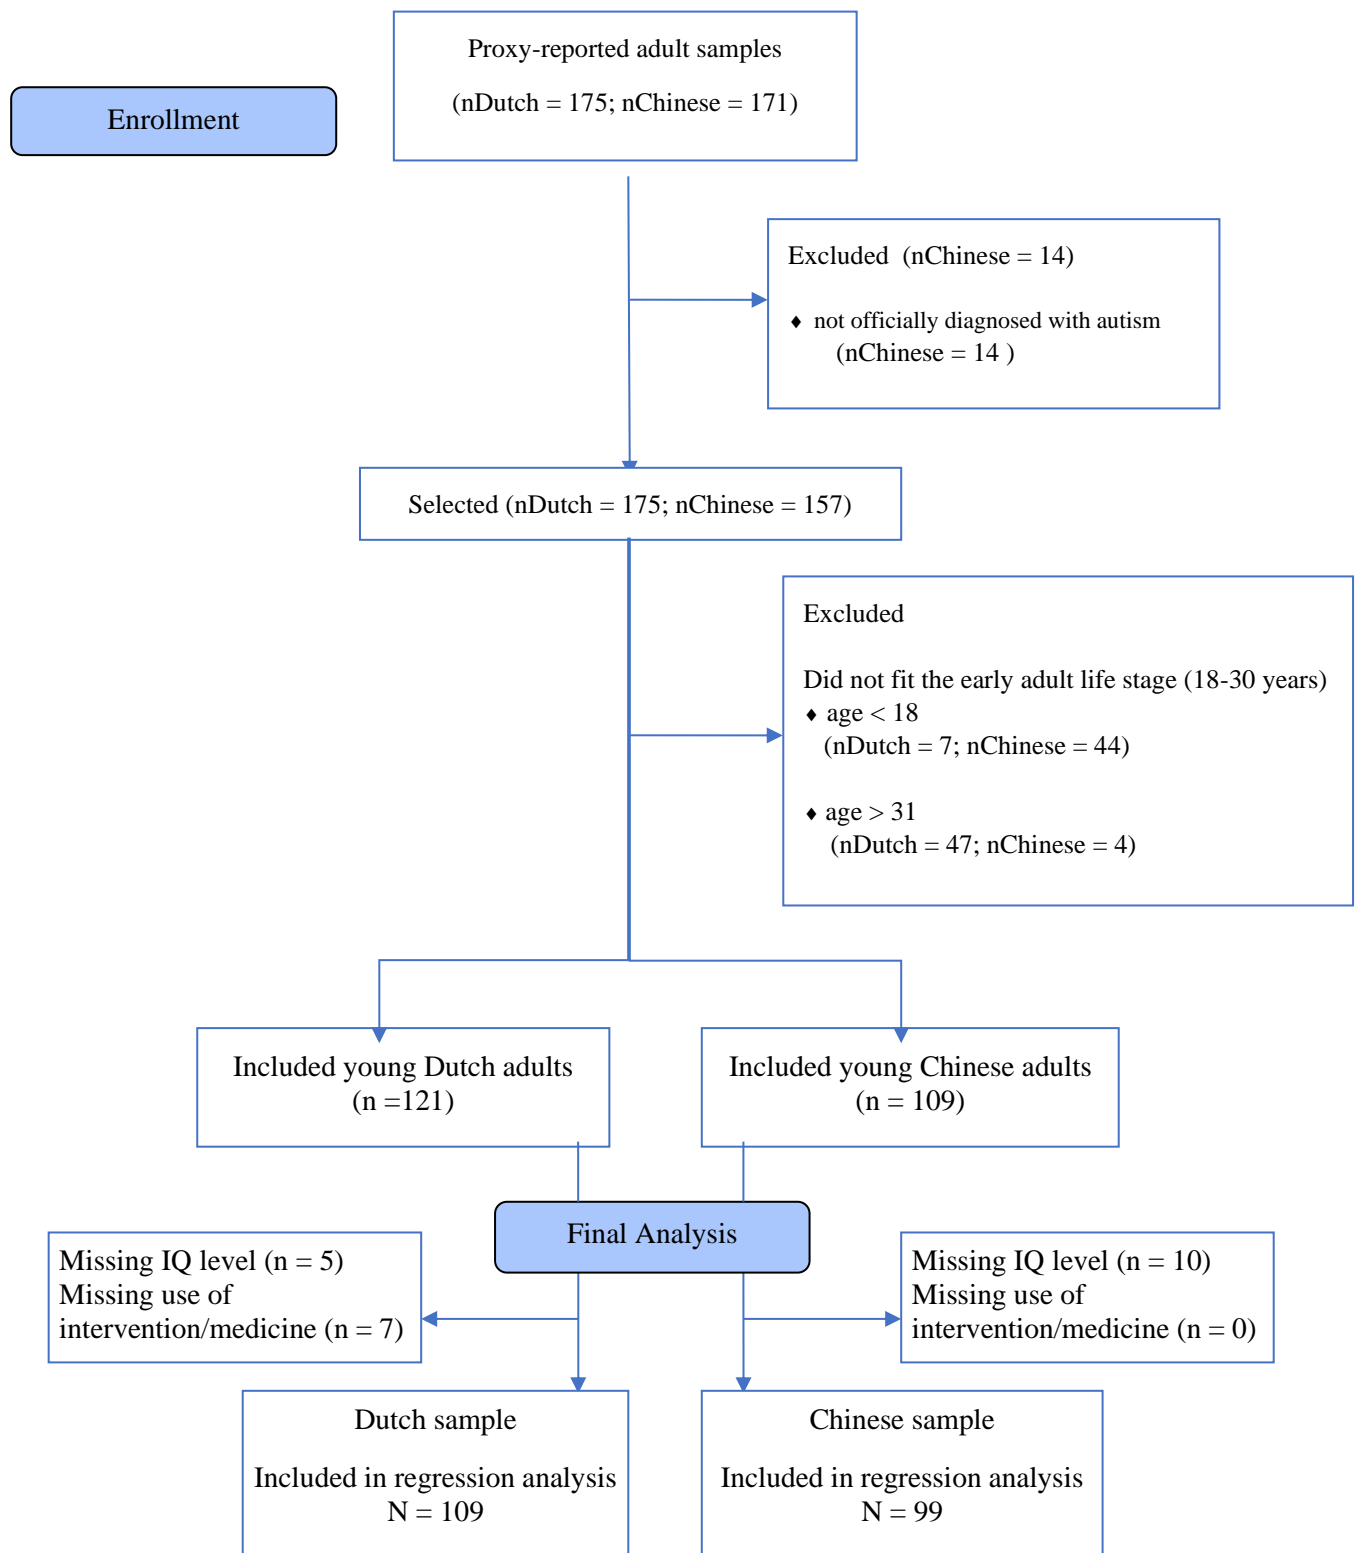 Proxy-reported adult samples
(nDutch = 175; nChinese = 171)
Enrollment
Excluded (nChinese = 14)
♦ not officially diagnosed with autism
(nChinese = 14 )
Selected (nDutch = 175; nChinese = 157)
Excluded
Did not fit the early adult life stage (18-30 years)
♦ age < 18
(nDutch = 7; nChinese = 44)
♦ age > 31
(nDutch = 47; nChinese = 4)
Included young Dutch adults
(n =121)
Included young Chinese adults
(n = 109)
Final Analysis
Missing IQ level (n = 5)
Missing use of
intervention/medicine (n = 7)
Missing IQ level (n = 10)
Missing use of
intervention/medicine (n = 0)
Dutch sample
Included in regression analysis
N = 109
Chinese sample
Included in regression analysis
N = 99